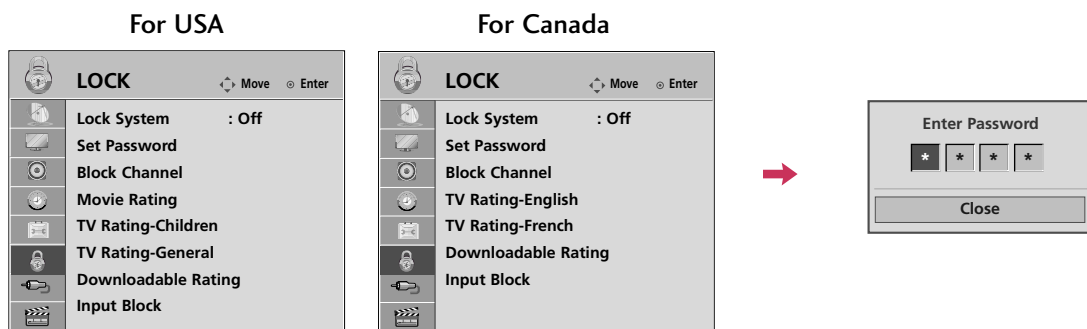 For USA
LOCK Move Enter
Lock System : Off
Set Password
Block Channel
Movie Rating
TV Rating-Children
TV Rating-General
Downloadable Rating
Input Block
For Canada
LOCK Move Enter
Lock System : Off
Set Password
Block Channel
TV Rating-English
TV Rating-French
Downloadable Rating
Input Block
Enter Password
* * * *
Close